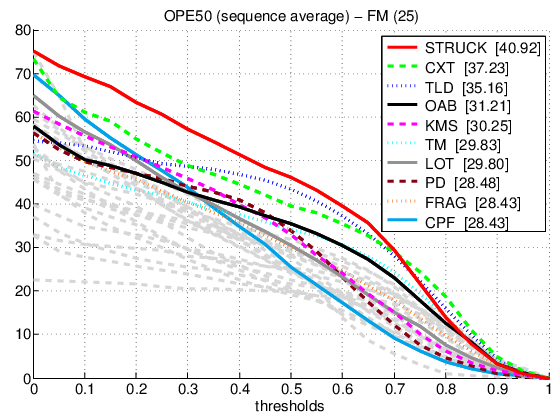 OPE50 (sequence average) − FM (25)
80
70
60
50
40
30
20
10
0
STRUCK [40.92]
CXT [37.23]
TLD [35.16]
OAB [31.21]
KMS [30.25]
TM [29.83]
LOT [29.80]
PD [28.48]
FRAG [28.43]
CPF [28.43]
0 0.1 0.2 0.3 0.4 0.5 0.6 0.7 0.8 0.9 1
thresholds